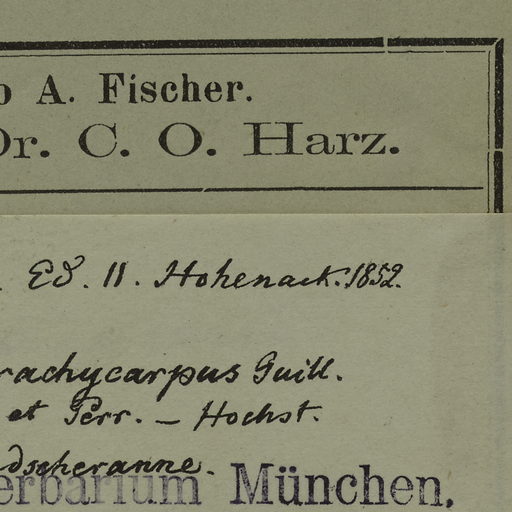 o A. Fischer.
Dr. C. O. Harz.
Ed. II. Hohenack. 1852.
rachycarpus Guill.
et Perr. – Hochst.
dscheranne.
erbarium München.